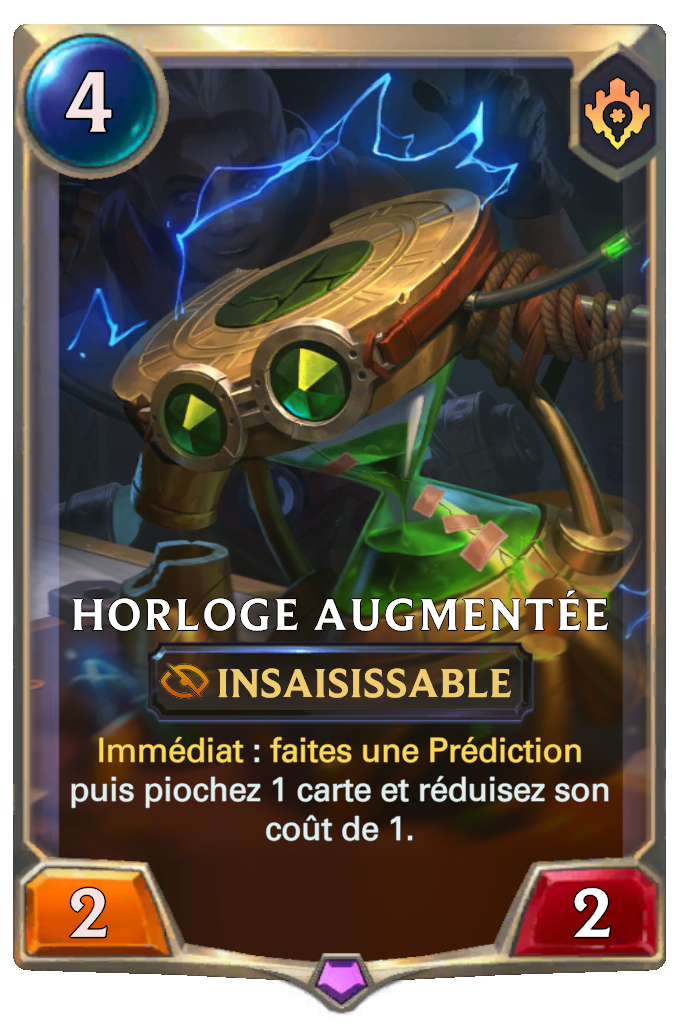 4
HORLOGE AUGMENTÉE
INSAISISSABLE
Immédiat : faites une Prédiction
puis piochez 1 carte et réduisez son
coût de 1.
2 2